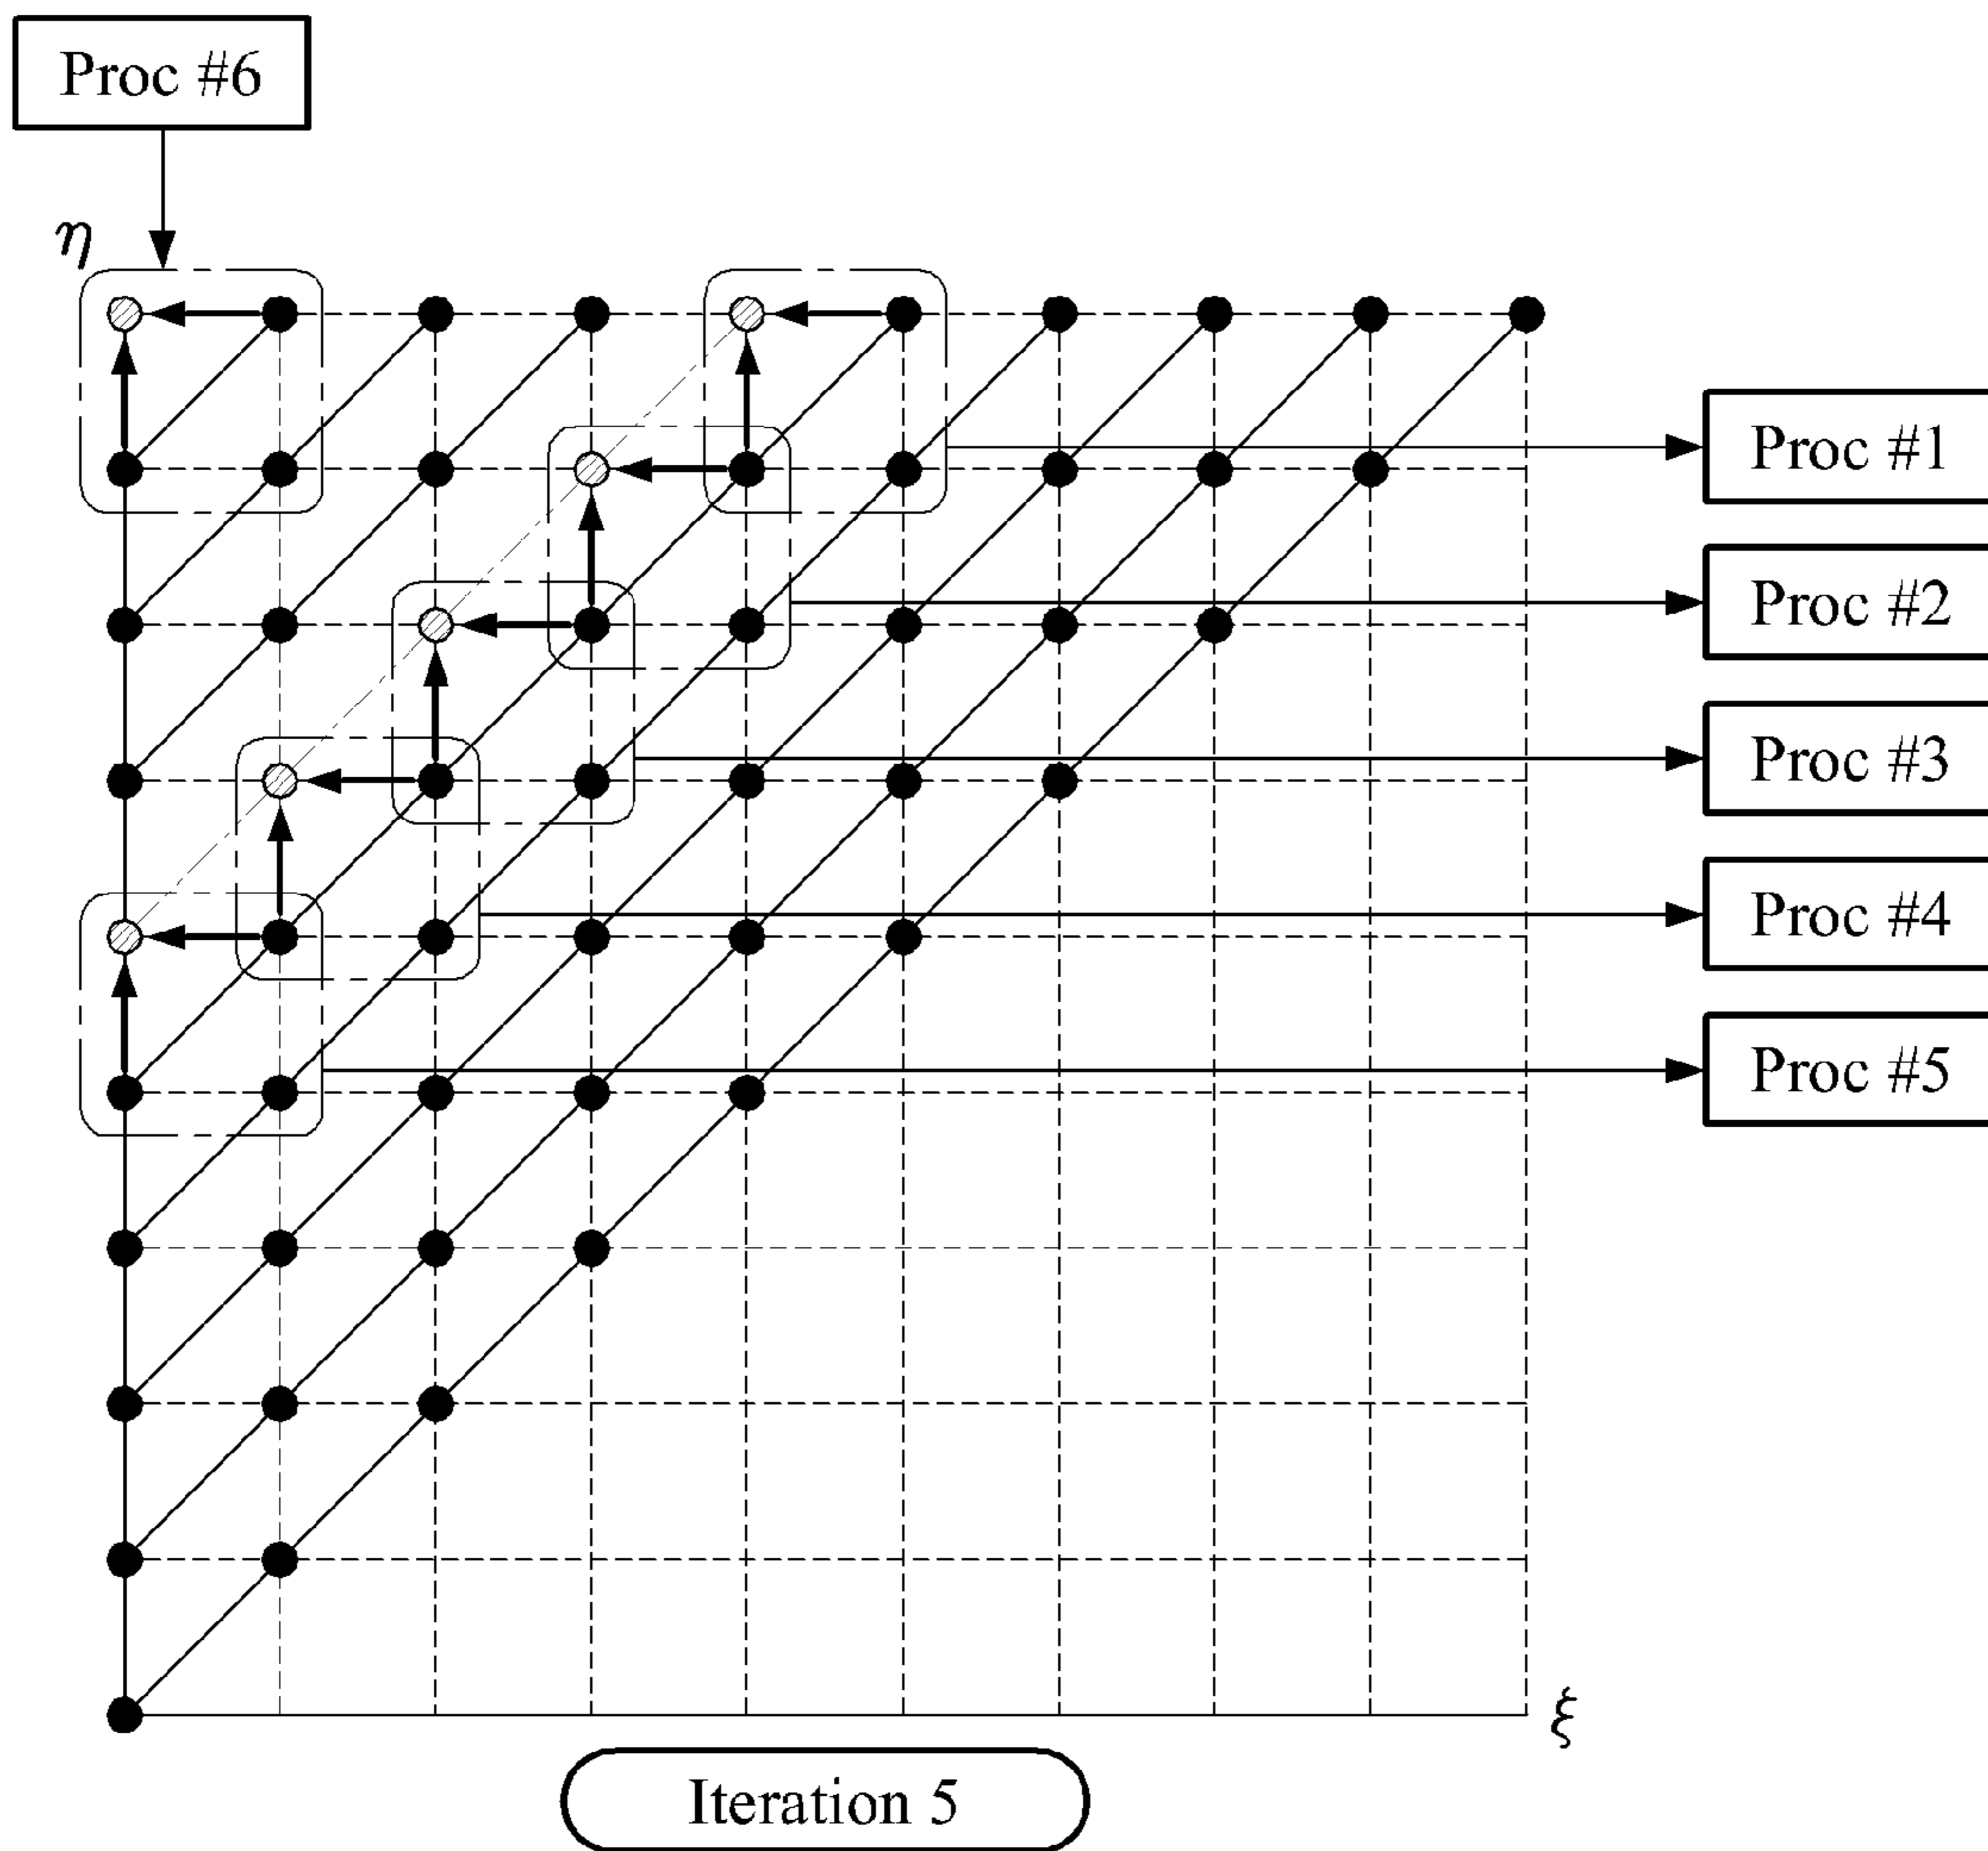 Proc #6
η
Proc #1
Proc #2
Proc #3
Proc #4
Proc #5
ξ
Iteration 5